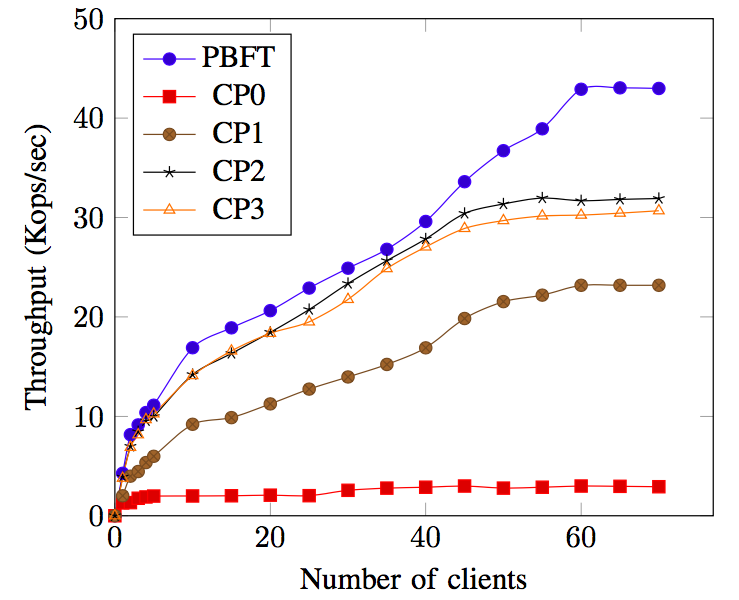 50
40
30
20
10
0
Throughput (Kops/sec)
PBFT
CP0
CP1
CP2
CP3
0 20 40 60
Number of clients